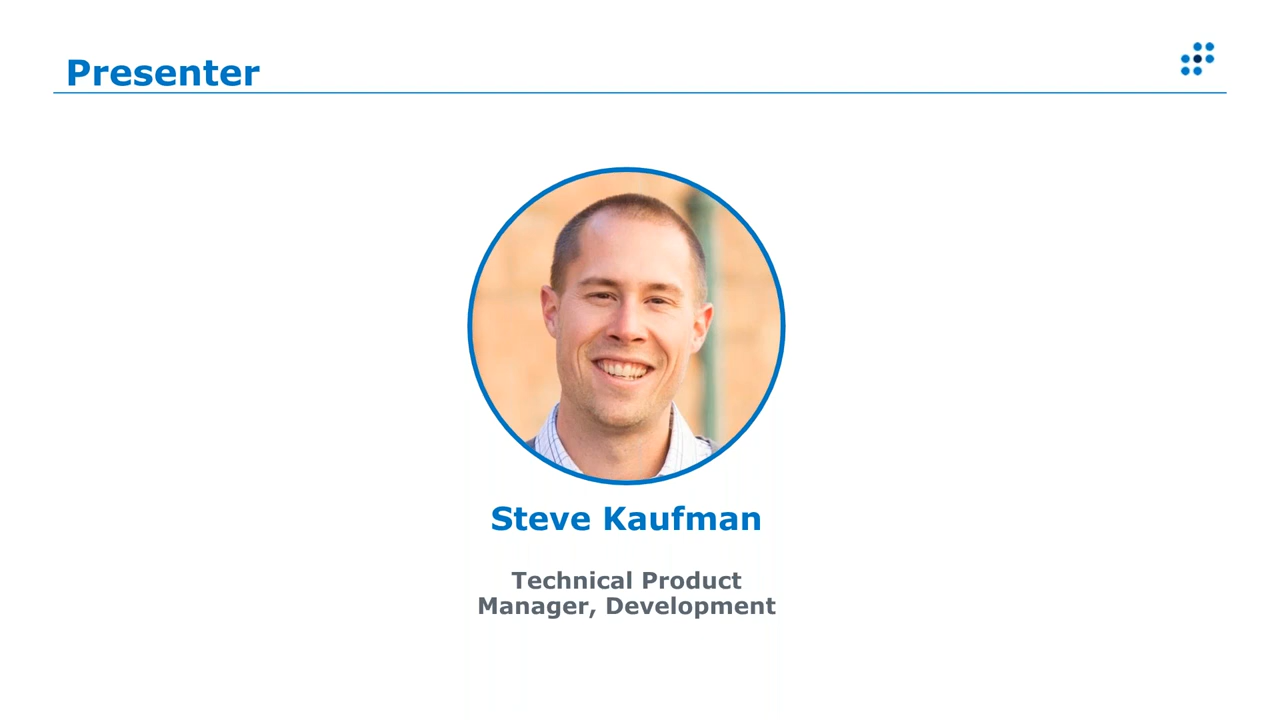 Presenter
Steve Kaufman
Technical Product
Manager, Development